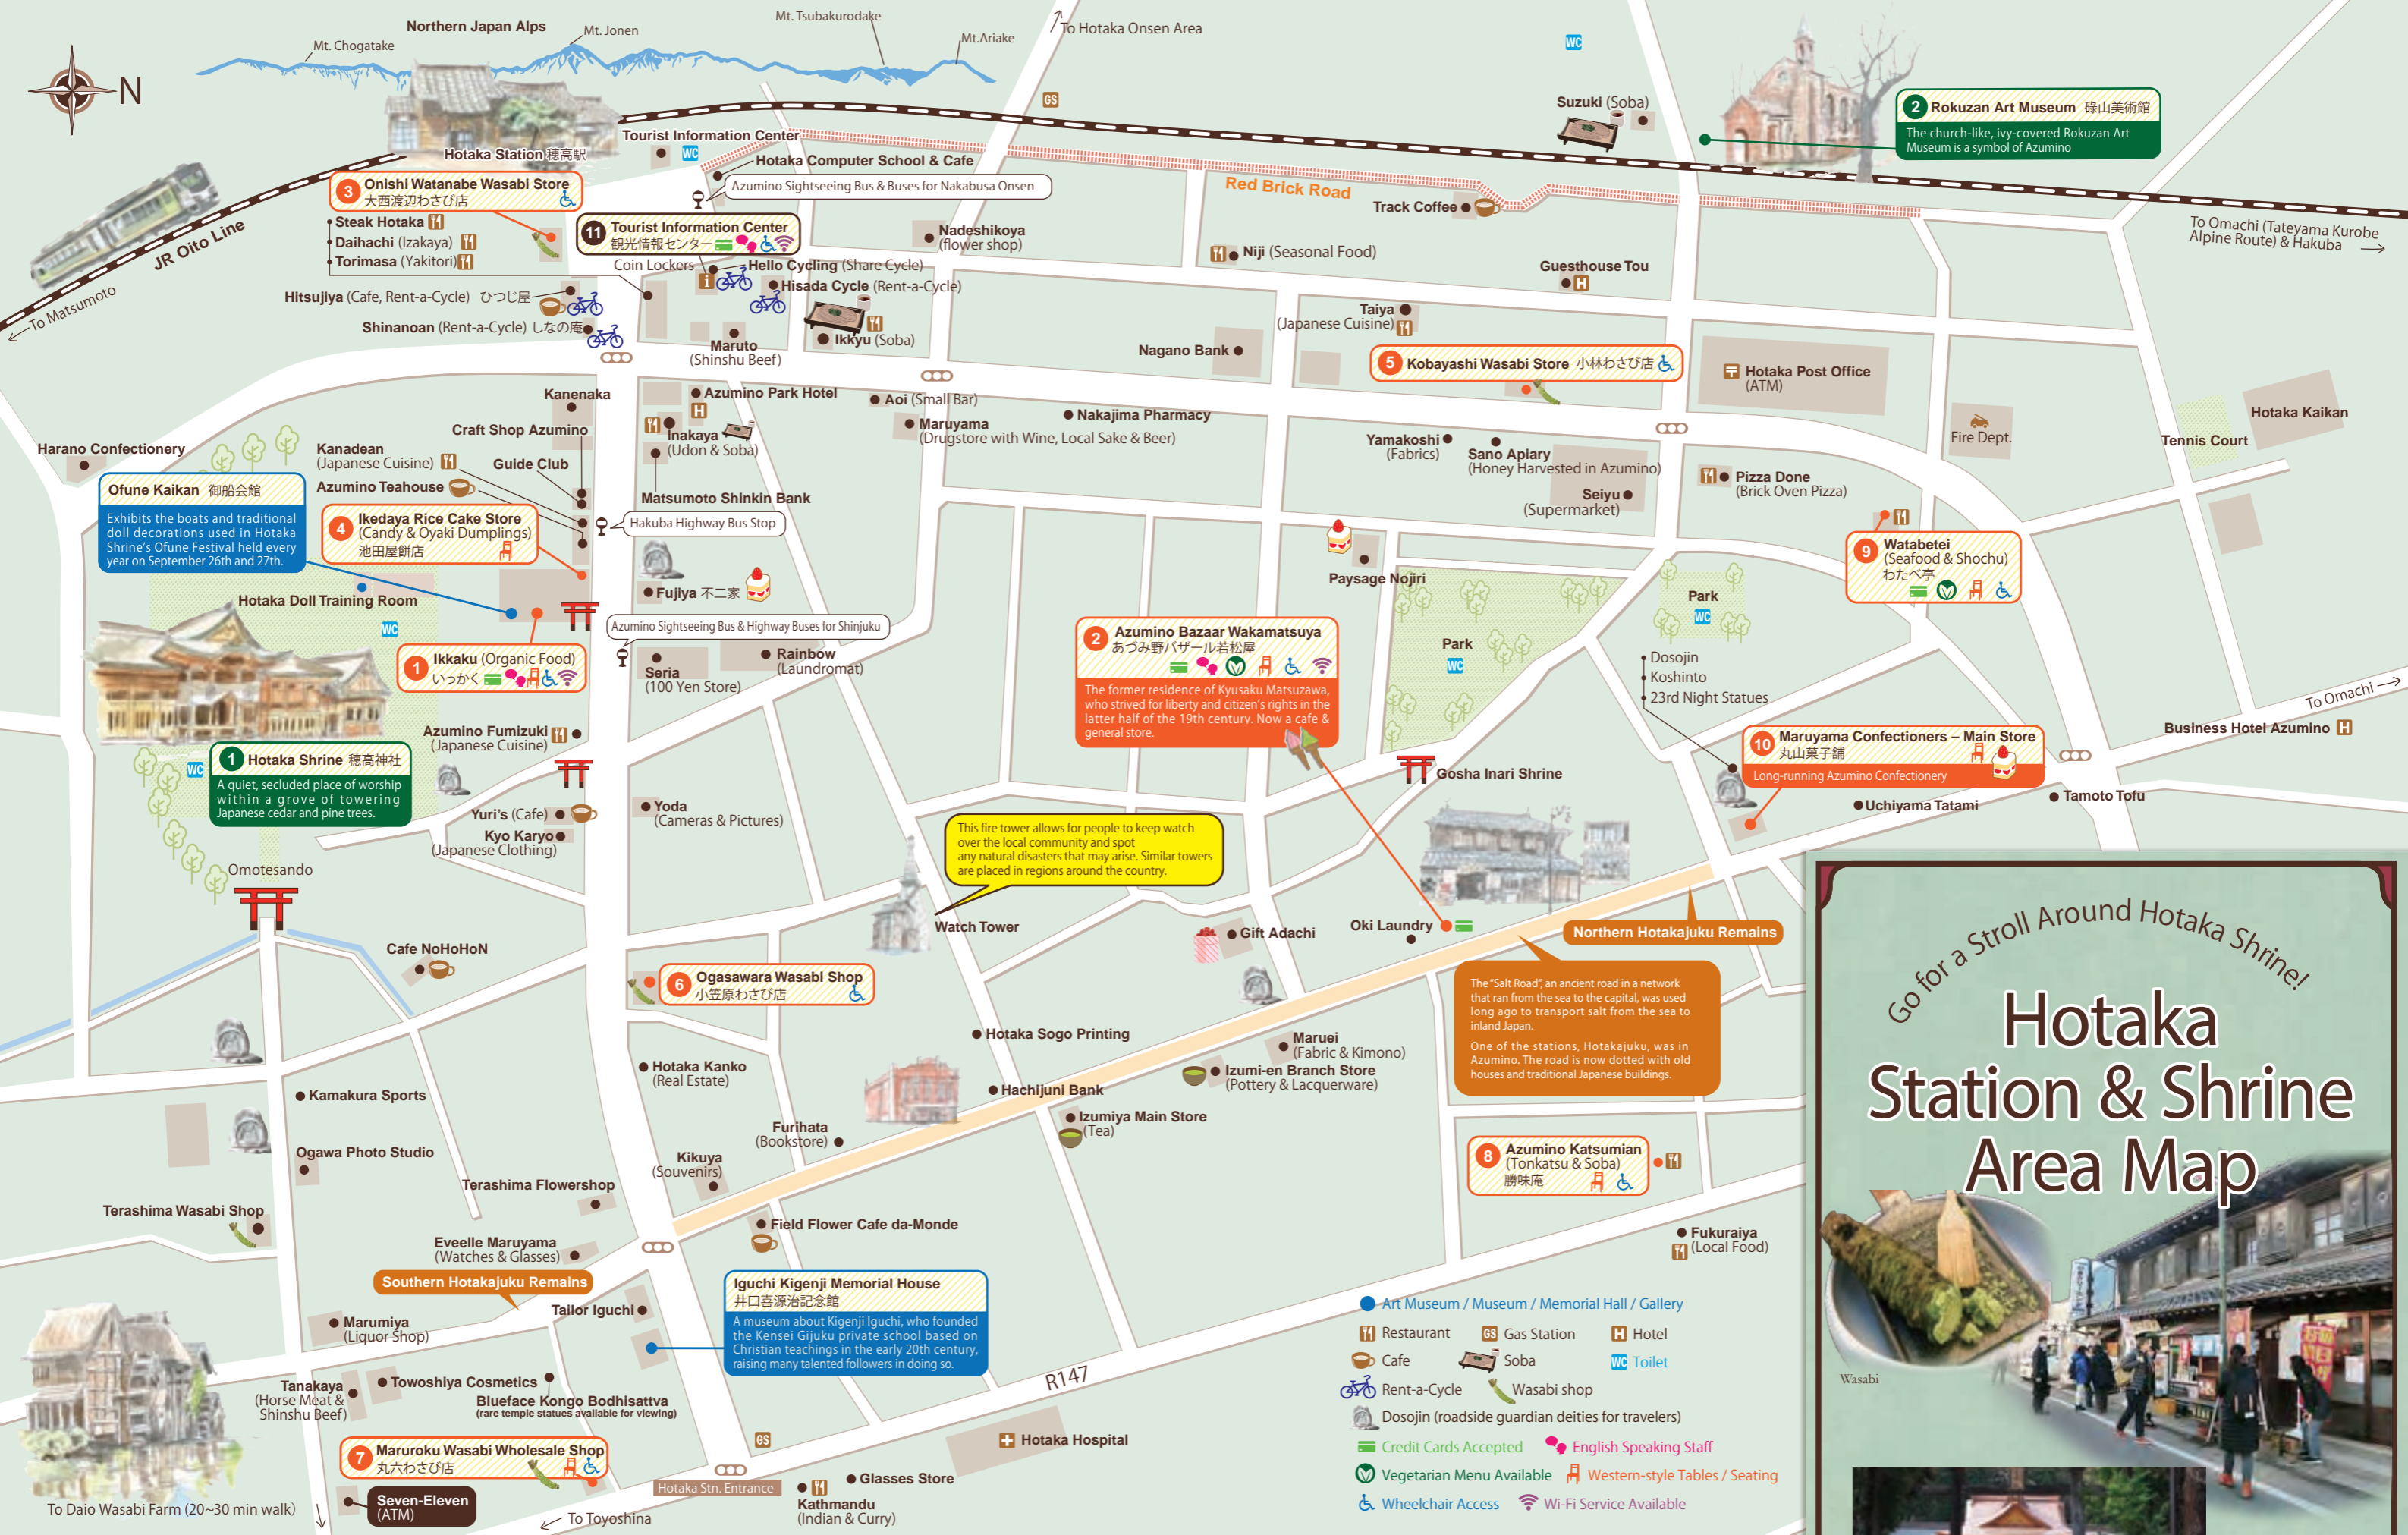 Northern Japan Alps
Mt. Chogatake
Mt. Jonen
Mt. Tsubakurodake
Mt.Ariake
To Hotaka Onsen Area
N
WC
GS
Suzuki (Soba)
2 Rokuzan Art Museum 碌山美術館
The church-like, ivy-covered Rokuzan Art
Museum is a symbol of Azumino
Tourist Information Center
WC
Hotaka Station 穂高駅
Hotaka Computer School & Cafe
Azumino Sightseeing Bus & Buses for Nakabusa Onsen
JR Oito Line
To Matsumoto
3 Onishi Watanabe Wasabi Store
大西渡辺わさび店
Steak Hotaka
Daihachi (Izakaya)
Torimasa (Yakitori)
11 Tourist Information Center
観光情報センター
Coin Lockers
i
Hello Cycling (Share Cycle)
Hisada Cycle (Rent-a-Cycle)
Nadeshikoya
(flower shop)
Red Brick Road
Track Coffee
Niji (Seasonal Food)
Guesthouse Tou
H
To Omachi (Tateyama Kurobe
Alpine Route) & Hakuba
Hitsujiya (Cafe, Rent-a-Cycle) ひつじ屋
Shinanoan (Rent-a-Cycle) しなの庵
Maruto
(Shinshu Beef)
Ikkyu (Soba)
Taiya
(Japanese Cuisine)
Nagano Bank
5 Kobayashi Wasabi Store 小林わさび店
Hotaka Post Office
(ATM)
Fire Dept.
Tennis Court
Hotaka Kaikan
Kanenaka
Azumino Park Hotel
H
Aoi (Small Bar)
Maruyama
(Drugstore with Wine, Local Sake & Beer)
Nakajima Pharmacy
Craft Shop Azumino
Inakaya
(Udon & Soba)
Harano Confectionery
Kanadean
(Japanese Cuisine)
Guide Club
Azumino Teahouse
Matsumoto Shinkin Bank
Hakuba Highway Bus Stop
Yamakoshi
(Fabrics)
Sano Apiary
(Honey Harvested in Azumino)
Seiyu
(Supermarket)
Pizza Done
(Brick Oven Pizza)
Ofune Kaikan 御船会館
Exhibits the boats and traditional
doll decorations used in Hotaka
Shrine's Ofune Festival held every
year on September 26th and 27th.
4 Ikedaya Rice Cake Store
(Candy & Oyaki Dumplings)
池田屋餅店
Hotaka Doll Training Room
Fujiya 不二家
Azumino Sightseeing Bus & Highway Buses for Shinjuku
WC
1 Ikkaku (Organic Food)
いっかく
Seria
(100 Yen Store)
Rainbow
(Laundromat)
Paysage Nojiri
Park
WC
Park
WC
9 Watabetei
(Seafood & Shochu)
わたべ亭
2 Azumino Bazaar Wakamatsuya
あづみ野バザール若松屋
The former residence of Kyusaku Matsuzawa,
who strived for liberty and citizen's rights in the
latter half of the 19th century. Now a cafe &
general store.
Dosojin
Koshinto
23rd Night Statues
To Omachi
Business Hotel Azumino H
10 Maruyama Confectioners – Main Store
丸山菓子舗
Long-running Azumino Confectionery
Uchiyama Tatami
Tamoto Tofu
Azumino Fumizuki
(Japanese Cuisine)
WC
1 Hotaka Shrine 穂高神社
A quiet, secluded place of worship
within a grove of towering
Japanese cedar and pine trees.
Yuri's (Cafe)
Kyo Karyo
(Japanese Clothing)
Yoda
(Cameras & Pictures)
Gosha Inari Shrine
This fire tower allows for people to keep watch
over the local community and spot
any natural disasters that may arise. Similar towers
are placed in regions around the country.
Watch Tower
Omotesando
Cafe NoHoHoN
6 Ogasawara Wasabi Shop
小笠原わさび店
Gift Adachi
Oki Laundry
Northern Hotakajuku Remains
The "Salt Road", an ancient road in a network
that ran from the sea to the capital, was used
long ago to transport salt from the sea to
inland Japan.
One of the stations, Hotakajuku, was in
Azumino. The road is now dotted with old
houses and traditional Japanese buildings.
Hotaka Sogo Printing
Hotaka Kanko
(Real Estate)
Maruei
(Fabric & Kimono)
Izumi-en Branch Store
(Pottery & Lacquerware)
Hachijuni Bank
Izumiya Main Store
(Tea)
Kamakura Sports
Furihata
(Bookstore)
Ogawa Photo Studio
Kikuya
(Souvenirs)
8 Azumino Katsumian
(Tonkatsu & Soba)
勝味庵
Terashima Flowershop
Terashima Wasabi Shop
Field Flower Cafe da-Monde
Fukuraiya
(Local Food)
Eveelle Maruyama
(Watches & Glasses)
Southern Hotakajuku Remains
Tailor Iguchi
Iguchi Kigenji Memorial House
井口喜源治記念館
A museum about Kigenji Iguchi, who founded
the Kensei Gijuku private school based on
Christian teachings in the early 20th century,
raising many talented followers in doing so.
Marumiya
(Liquor Shop)
Tanakaya
(Horse Meat &
Shinshu Beef)
Towoshiya Cosmetics
Blueface Kongo Bodhisattva
(rare temple statues available for viewing)
R147
7 Maruroku Wasabi Wholesale Shop
丸六わさび店
GS
Hotaka Hospital
Hotaka Stn. Entrance
Glasses Store
Kathmandu
(Indian & Curry)
To Daio Wasabi Farm (20~30 min walk)
Seven-Eleven
(ATM)
To Toyoshina
Art Museum / Museum / Memorial Hall / Gallery
Restaurant
GS Gas Station
H Hotel
Cafe
Soba
WC Toilet
Rent-a-Cycle
Wasabi shop
Dosojin (roadside guardian deities for travelers)
Credit Cards Accepted
English Speaking Staff
Vegetarian Menu Available
Western-style Tables / Seating
Wheelchair Access
Wi-Fi Service Available
Go for a Stroll Around Hotaka Shrine!
Hotaka
Station & Shrine
Area Map
Wasabi